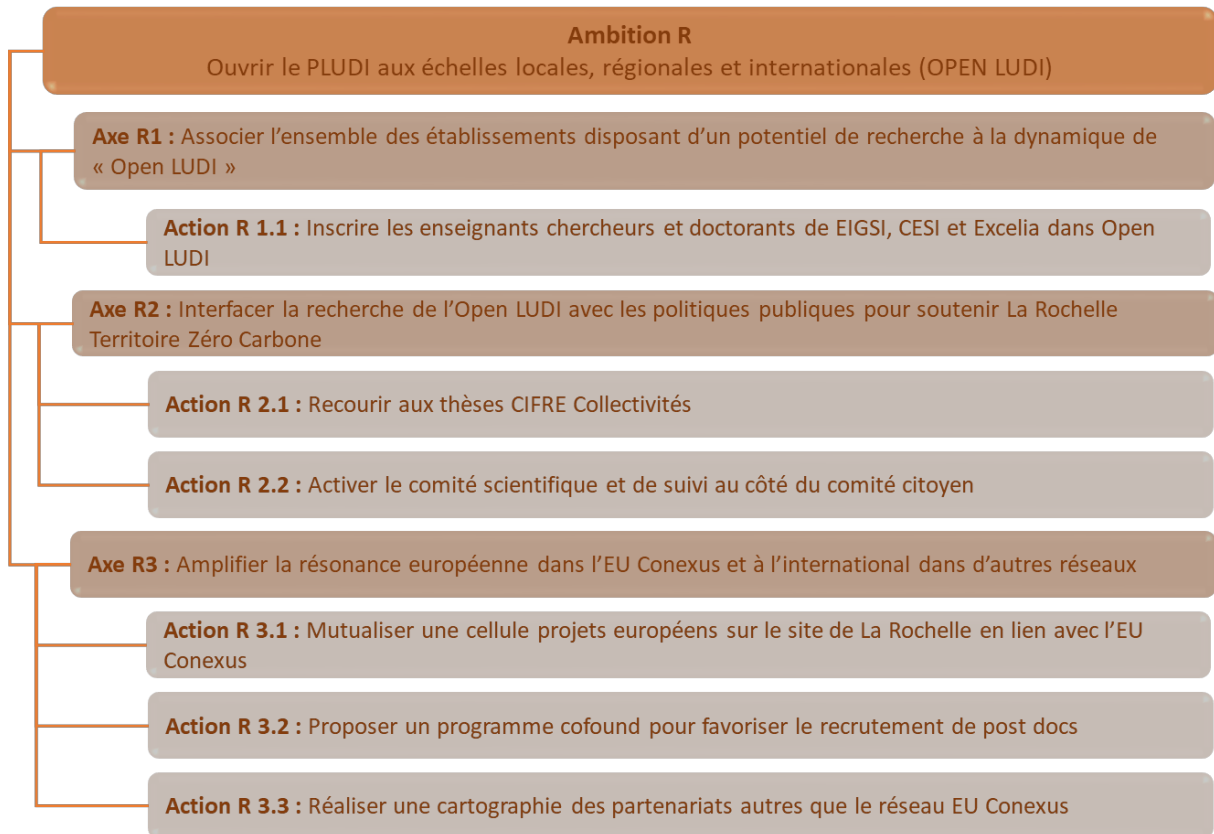 Ambition R
Ouvrir le PLUDI aux échelles locales, régionales et internationales (OPEN LUDI)
Axe R1 : Associer l’ensemble des établissements disposant d’un potentiel de recherche à la dynamique de
« Open LUDI »
Action R 1.1 : Inscrire les enseignants chercheurs et doctorants de EIGSI, CESI et Excelia dans Open
LUDI
Axe R2 : Interfacer la recherche de l’Open LUDI avec les politiques publiques pour soutenir La Rochelle
Territoire Zéro Carbone
Action R 2.1 : Recourir aux thèses CIFRE Collectivités
Action R 2.2 : Activer le comité scientifique et de suivi au côté du comité citoyen
Axe R3 : Amplifier la résonance européenne dans l’EU Conexus et à l’international dans d’autres réseaux
Action R 3.1 : Mutualiser une cellule projets européens sur le site de La Rochelle en lien avec l’EU
Conexus
Action R 3.2 : Proposer un programme cofound pour favoriser le recrutement de post docs
Action R 3.3 : Réaliser une cartographie des partenariats autres que le réseau EU Conexus